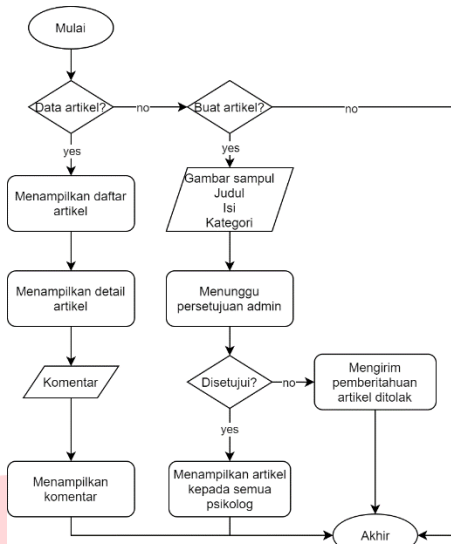 Mulai
Data artikel?
no
Buat artikel?
no
yes
yes
Menampilkan daftar
artikel
Gambar sampul
Judul
Isi
Kategori
Menampilkan detail
artikel
Menunggu
persetujuan admin
Komentar
Disetujui?
no
Mengirim
pemberitahuan
artikel ditolak
yes
Menampilkan
komentar
Menampilkan artikel
kepada semua
psikolog
Akhir